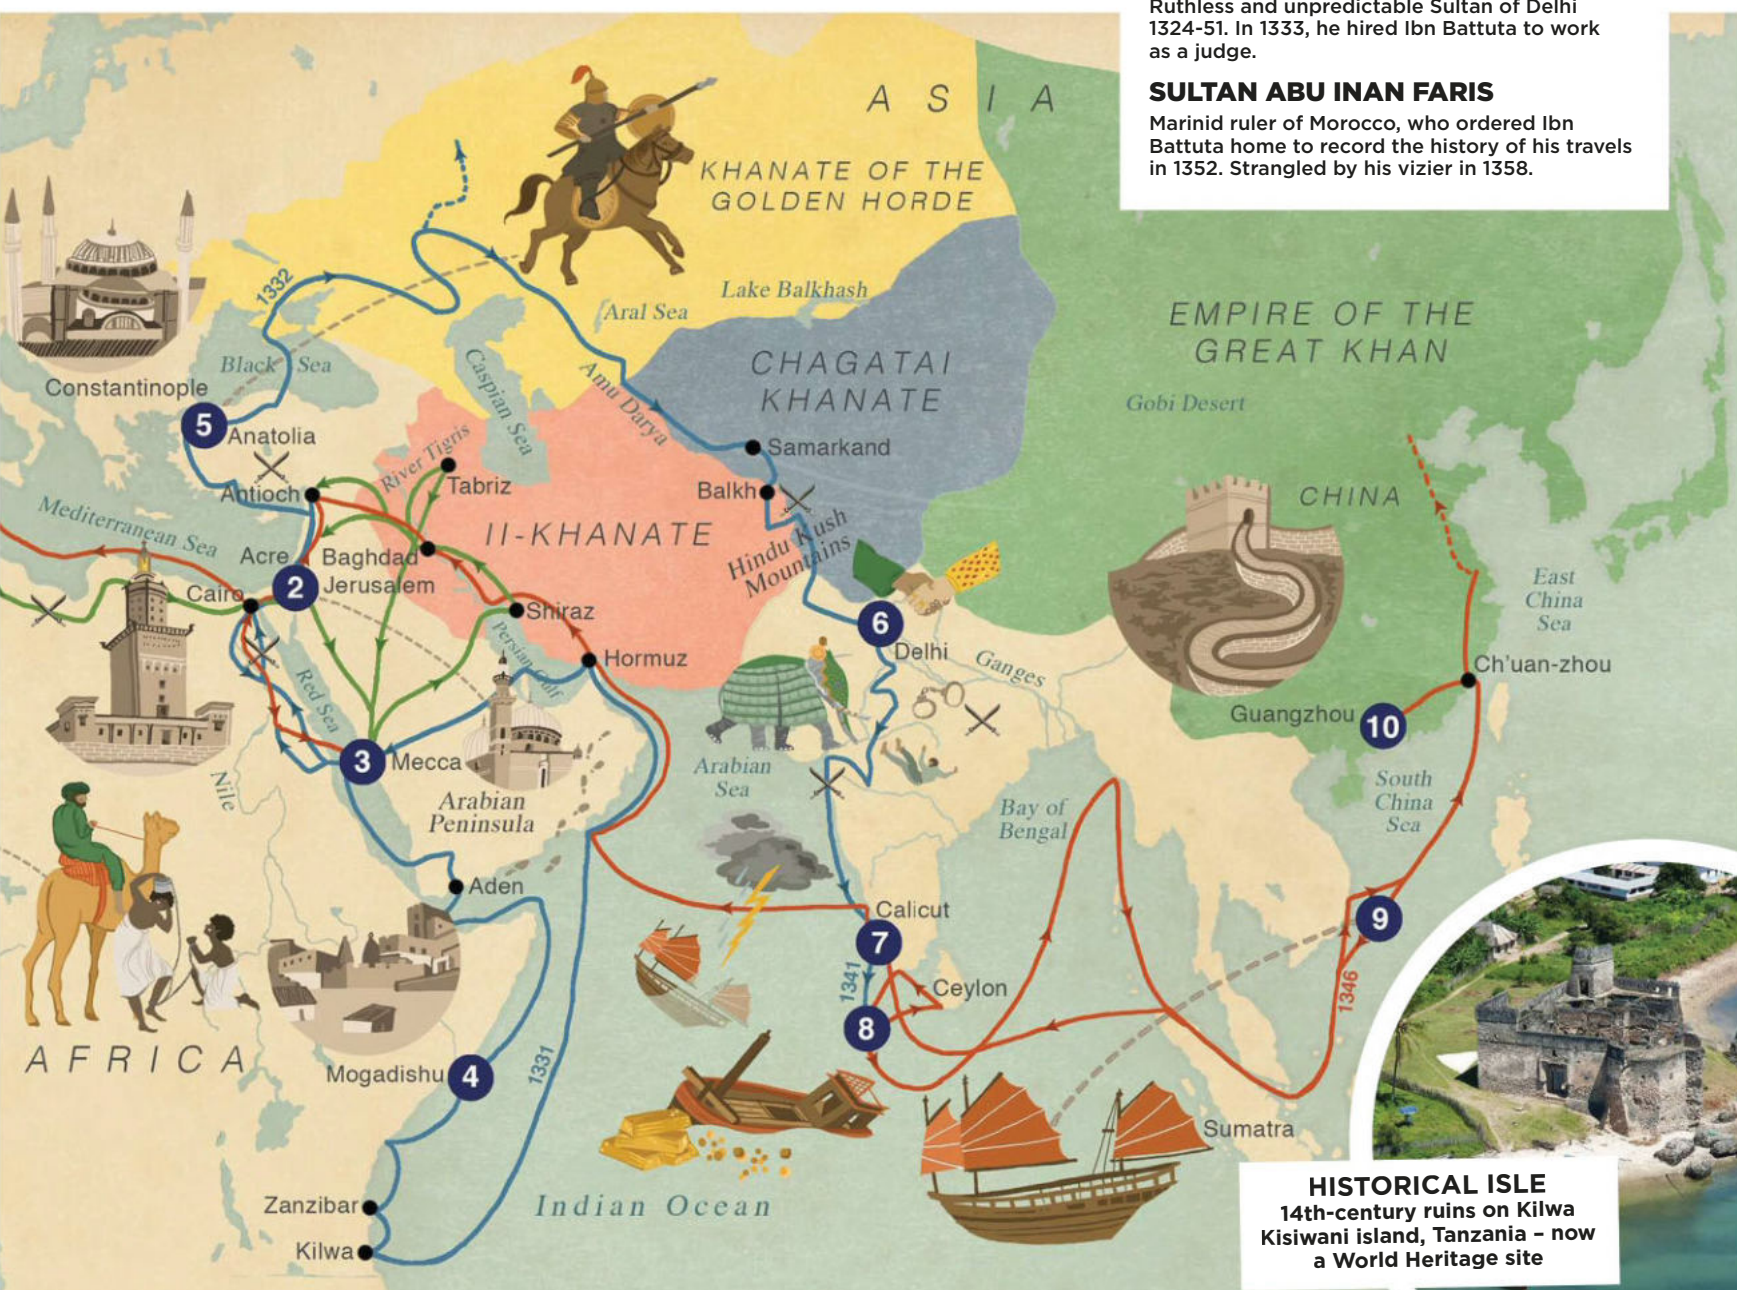 Ruthless and unpredictable Sultan of Delhi
1324-51. In 1333, he hired Ibn Battuta to work
as a judge.
SULTAN ABU INAN FARIS
Marinid ruler of Morocco, who ordered Ibn
Battuta home to record the history of his travels
in 1352. Strangled by his vizier in 1358.
ASIA
KHANATE OF THE
GOLDEN HORDE
1332
Lake Balkhash
Aral Sea
EMPIRE OF THE
GREAT KHAN
Black Sea
Caspian Sea
CHAGATAI
KHANATE
Amu Darya
Gobi Desert
Constantinople
5
Anatolia
River Tigris
Samarkand
Tabriz
Antioch
Balkh
CHINA
Mediterranean Sea
II-KHANATE
Hindu Kush
Mountains
Acre
Baghdad
2
Jerusalem
Cairo
East
China
Sea
Shiraz
6
Delhi
Persian Gulf
Hormuz
Ganges
Ch'uan-zhou
Red Sea
Guangzhou
10
3
Mecca
Nile
Arabian
Sea
South
China
Sea
Arabian
Peninsula
Bay of
Bengal
Aden
Calicut
7
9
1341
Ceylon
1346
8
AFRICA
Mogadishu
4
1331
Sumatra
Zanzibar
Indian Ocean
Kilwa
HISTORICAL ISLE
14th-century ruins on Kilwa
Kisiwani island, Tanzania – now
a World Heritage site